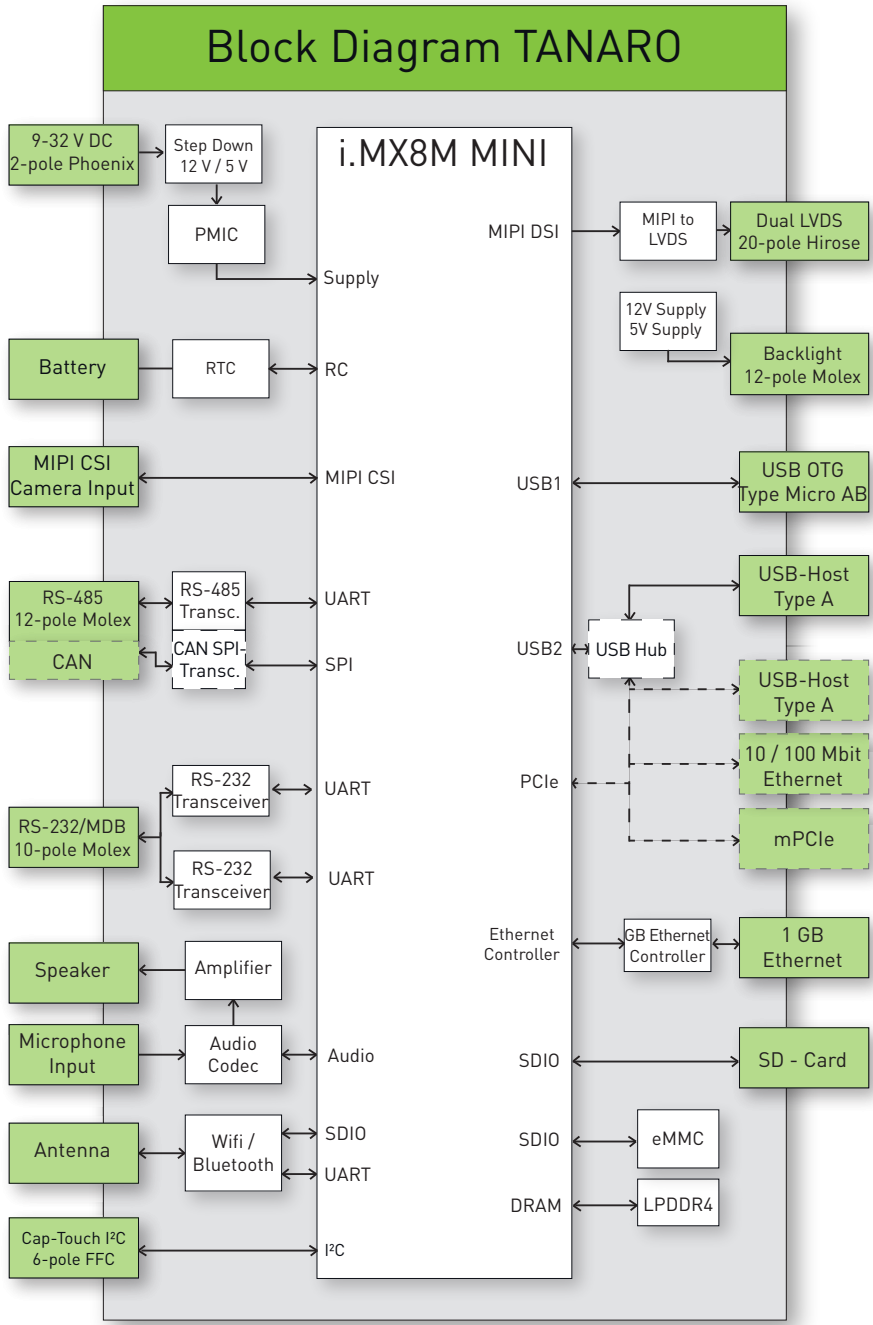 Block Diagram TANARO
9-32 V DC
2-pole Phoenix
Step Down
12 V / 5 V
PMIC
i.MX8M MINI
Supply
Battery
RTC
RC
MIPI CSI
Camera Input
MIPI CSI
RS-485
12-pole Molex
CAN
RS-485
Transc.
CAN SPI-
Transc.
UART
SPI
RS-232/MDB
10-pole Molex
RS-232
Transceiver
RS-232
Transceiver
UART
UART
Speaker
Amplifier
Microphone
Input
Audio
Codec
Audio
Antenna
Wifi /
Bluetooth
SDIO
UART
Cap-Touch I²C
6-pole FFC
I²C
MIPI DSI
MIPI to
LVDS
Dual LVDS
20-pole Hirose
12V Supply
5V Supply
Backlight
12-pole Molex
USB1
USB OTG
Type Micro AB
USB-Host
Type A
USB2
USB Hub
USB-Host
Type A
10 / 100 Mbit
Ethernet
PCIe
mPCIe
Ethernet
Controller
GB Ethernet
Controller
1 GB
Ethernet
SDIO
SD - Card
SDIO
eMMC
DRAM
LPDDR4